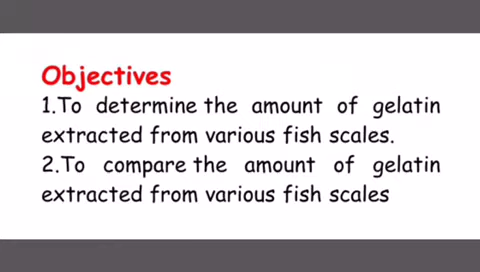 Objectives
1.To determine the amount of gelatin
extracted from various fish scales.
2.To compare the amount of gelatin
extracted from various fish scales